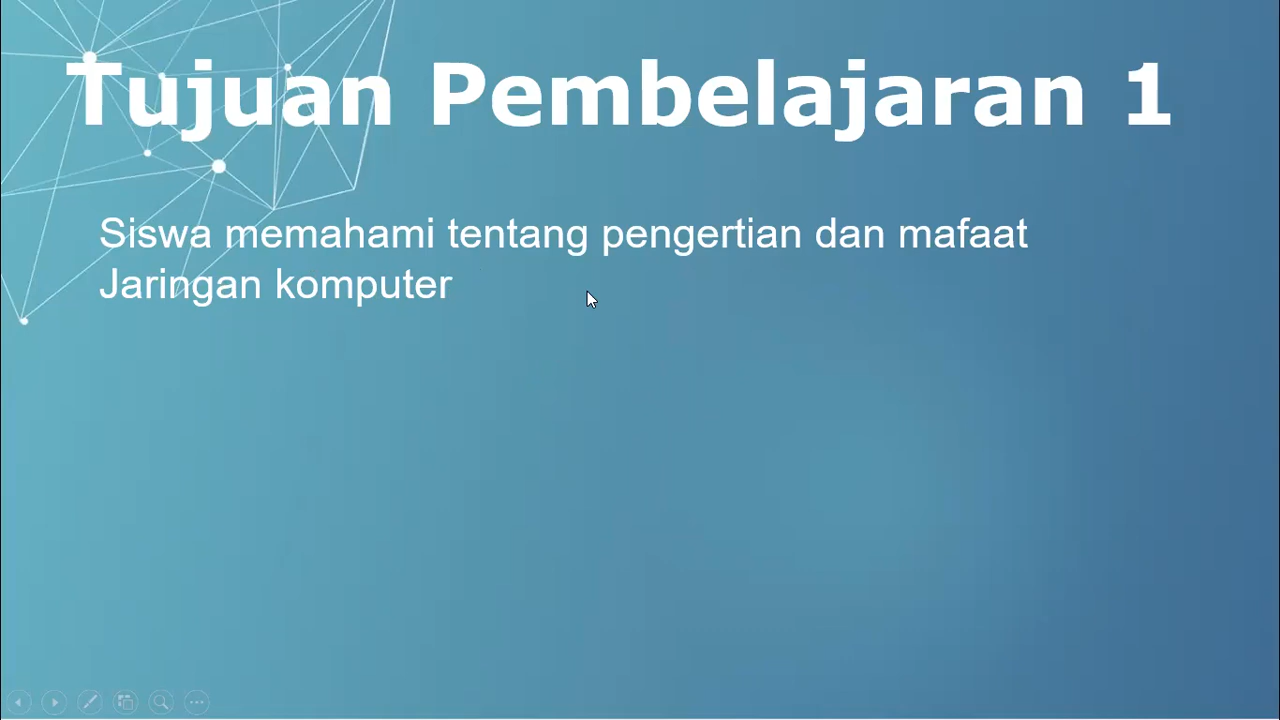 Tujuan Pembelajaran 1
Siswa memahami tentang pengertian dan mafaat
Jaringan komputer